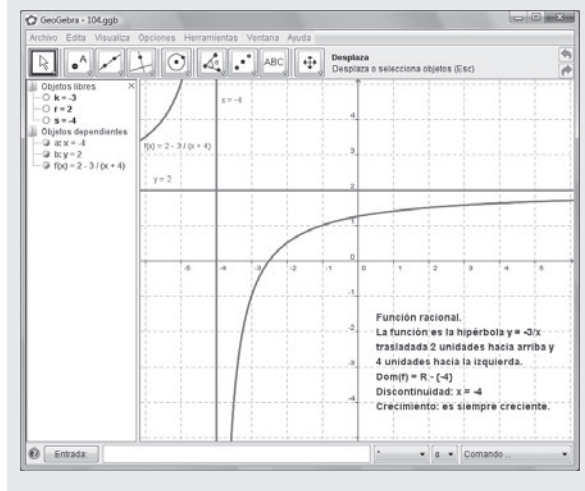 GeoGebra - 104.ggb
Archivo Edita Visualiza Opciones Herramientas Ventana Ayuda
A
ABC
Desplaza
Desplaza o selecciona objetos (Esc)
Objetos libres
k = -3
r = 2
s = -4
Objetos dependientes
a: x = -4
b: y = 2
f(x) = 2 - 3 / (x + 4)
x = -4
f(x) = 2 - 3 / (x + 4)
y = 2
4
3
2
1
0
-5 -4 -3 -2 -1 0 1 2 3 4 5
-1
-2
-3
-4
Función racional.
La función es la hipérbola y = -3/x
trasladada 2 unidades hacia arriba y
4 unidades hacia la izquierda.
Dom(f) = R - {-4}
Discontinuidad: x = -4
Crecimiento: es siempre creciente.
Entrada:
Comando ...